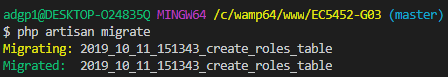 adgp1@DESKTOP-O24835Q MINGW64 /c/wamp64/www/EC5452-G03 (master)
$ php artisan migrate
Migrating: 2019_10_11_151343_create_roles_table
Migrated:  2019_10_11_151343_create_roles_table